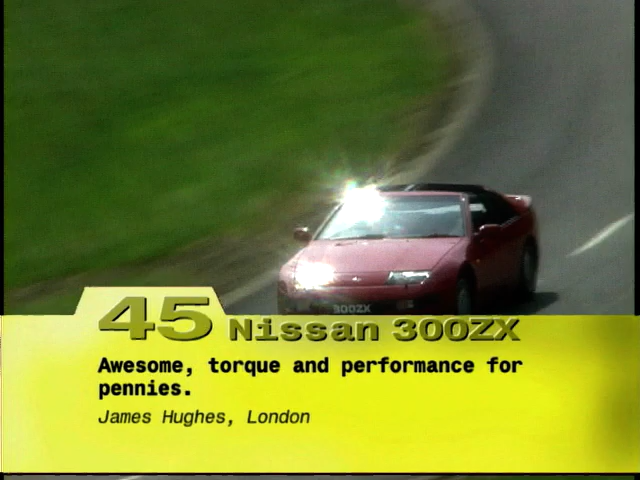 300ZX
45 Nissan 300ZX
Awesome, torque and performance for
pennies.
James Hughes, London